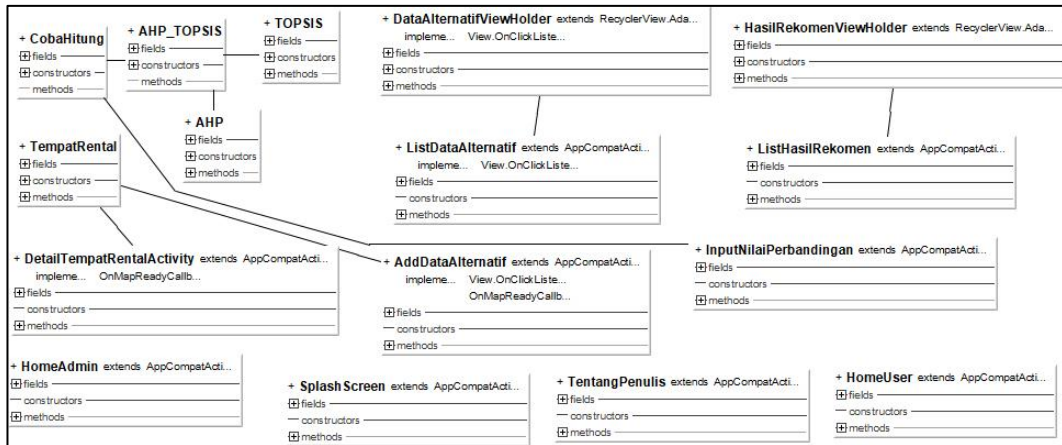 + CobaHitung
fields
constructors
methods
+ AHP_TOPSIS
fields
constructors
methods
+ TOPSIS
fields
constructors
methods
+ AHP
fields
constructors
methods
+ DataAlternatifViewHolder extends RecyclerView.Ada...
impleme... View.OnClickListe...
fields
constructors
methods
+ HasilRekomenViewHolder extends RecyclerView.Ada...
fields
constructors
methods
+ TempatRental
fields
constructors
methods
+ ListDataAlternatif extends AppCompatActi...
impleme... View.OnClickListe...
fields
constructors
methods
+ ListHasilRekomen extends AppCompatActi...
fields
constructors
methods
+ DetailTempatRentalActivity extends AppCompatActi...
impleme... OnMapReadyCallb...
fields
constructors
methods
+ AddDataAlternatif extends AppCompatActi...
impleme... View.OnClickListe...
OnMapReadyCallb...
fields
constructors
methods
+ InputNilaiPerbandingan extends AppCompatActi...
fields
constructors
methods
+ HomeAdmin extends AppCompatActi...
fields
constructors
methods
+ SplashScreen extends AppCompatActi...
fields
constructors
methods
+ TentangPenulis extends AppCompatActi...
fields
constructors
methods
+ HomeUser extends AppCompatActi...
fields
constructors
methods